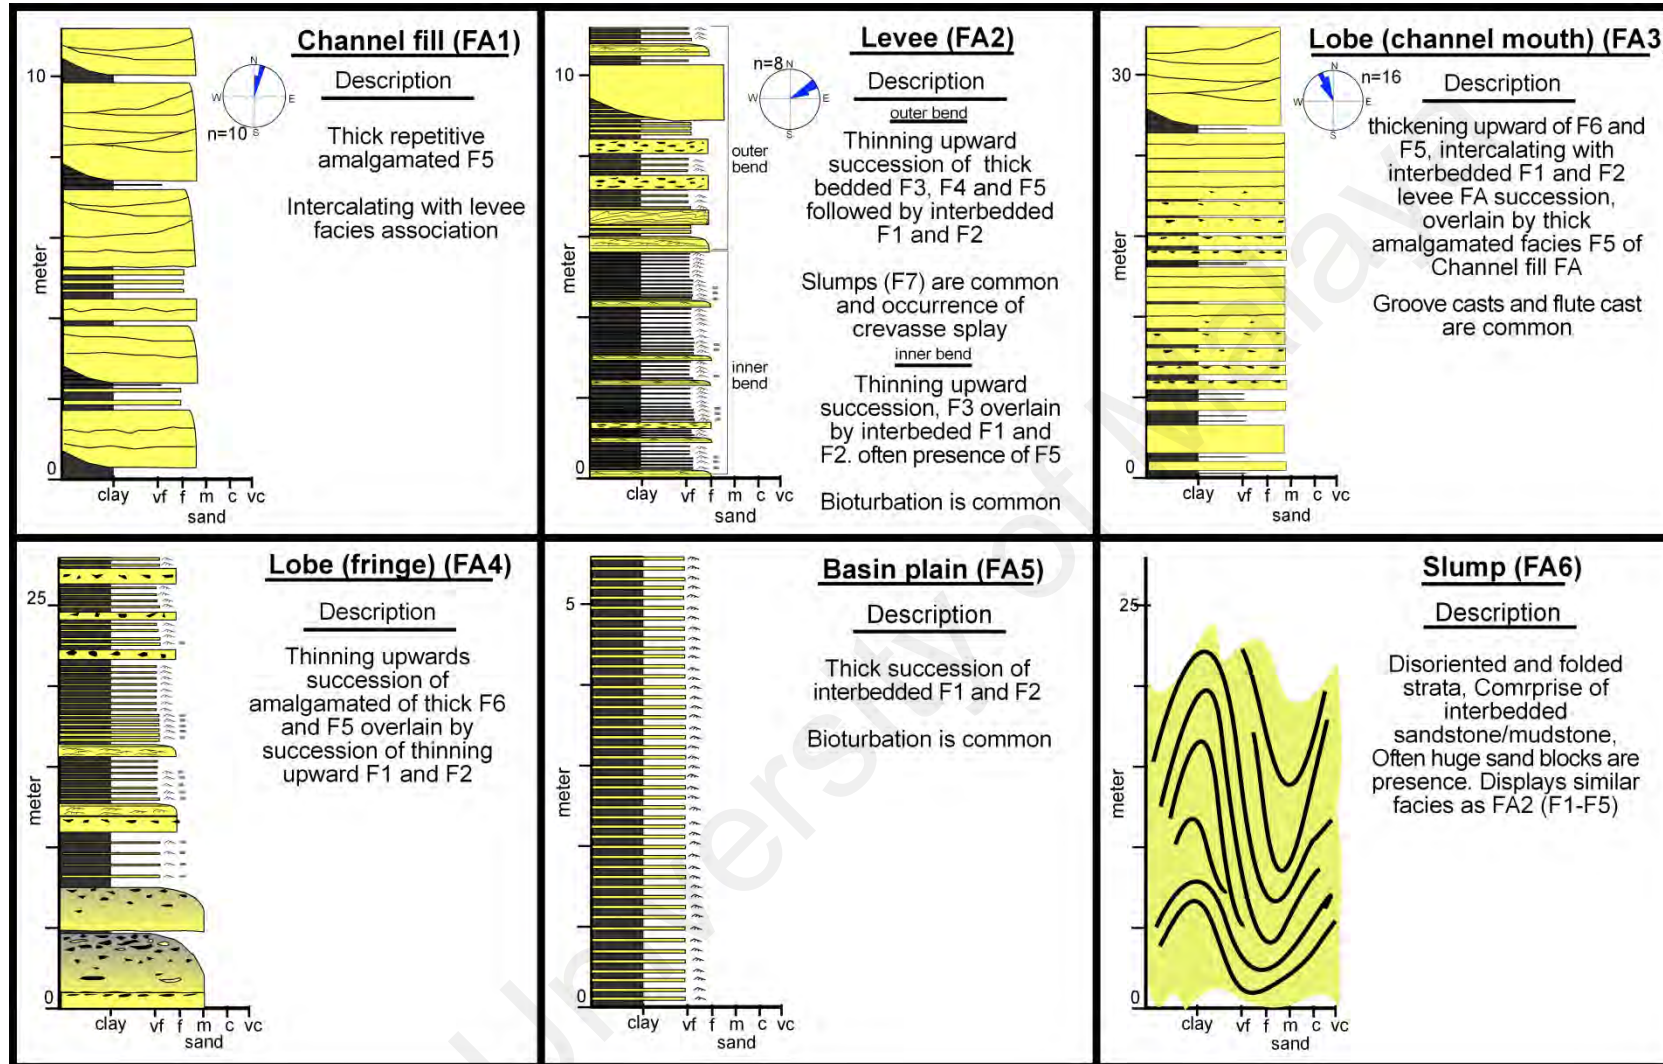 Channel fill (FA1)
10
N
W
E
S
n=10
Description
Thick repetitive
amalgamated F5
Intercalating with levee
facies association
meter
0
clay
vf
f
m
c
vc
sand
Levee (FA2)
10
n=8
N
W
E
S
Description
outer bend
Thinning upward
succession of thick
bedded F3, F4 and F5
followed by interbedded
F1 and F2
Slumps (F7) are common
and occurrence of
crevasse splay
inner bend
Thinning upward
succession, F3 overlain
by interbeded F1 and
F2. often presence of F5
Bioturbation is common
outer
bend
inner
bend
meter
0
clay
vf
f
m
c
vc
sand
Lobe (channel mouth) (FA3
30
N
W
E
S
n=16
Description
thickening upward of F6 and
F5, intercalating with
interbedded F1 and F2
levee FA succession,
overlain by thick
amalgamated facies F5 of
Channel fill FA
Groove casts and flute cast
are common
meter
0
clay
vf
f
m
c
vc
sand
Lobe (fringe) (FA4)
25
Description
Thinning upwards
succession of
amalgamated of thick F6
and F5 overlain by
succession of thinning
upward F1 and F2
meter
0
clay
vf
f
m
c
vc
sand
Basin plain (FA5)
5
Description
Thick succession of
interbedded F1 and F2
Bioturbation is common
meter
0
clay
vf
f
m
c
vc
sand
Slump (FA6)
25
Description
Disoriented and folded
strata, Comrprise of
interbedded
sandstone/mudstone,
Often huge sand blocks are
presence. Displays similar
facies as FA2 (F1-F5)
meter
0
clay
vf
f
m
c
vc
sand
University of Malaya